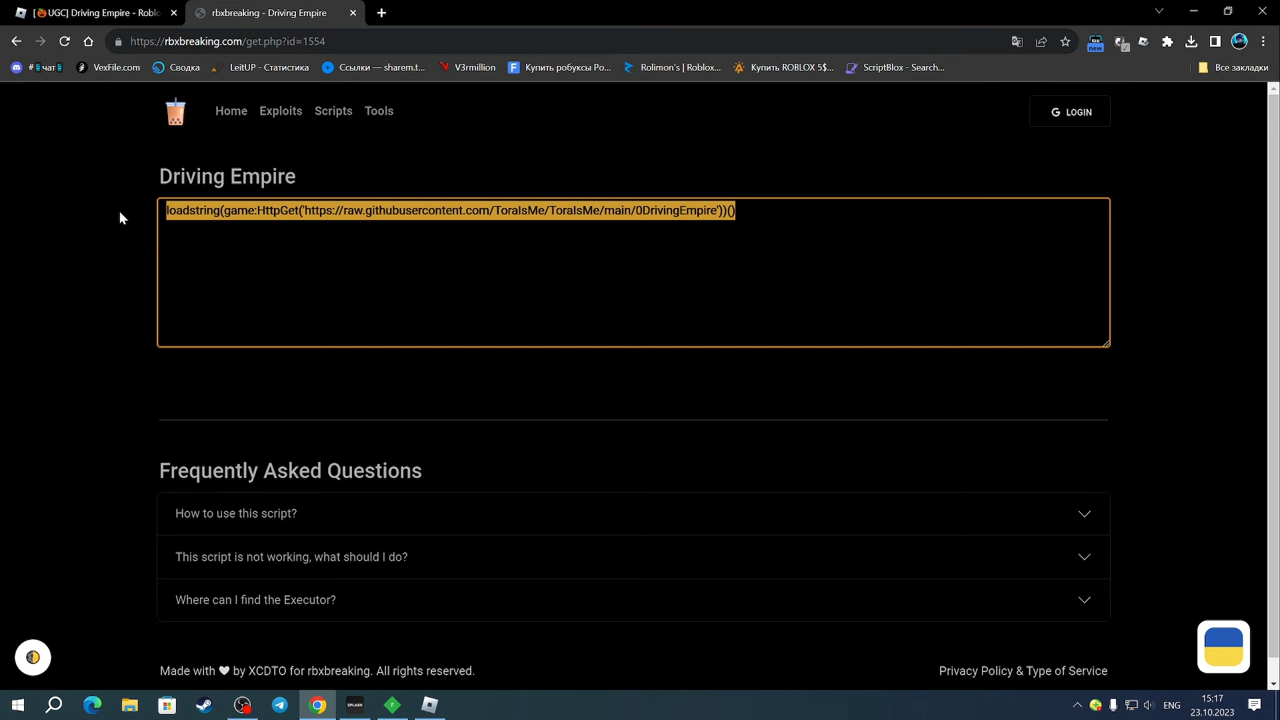 [🎃UGC] Driving Empire - Roblo
rbxbreaking - Driving Empire
https://rbxbreaking.com/get.php?id=1554
new
VexFile.com
Сводка
LeitUP - Статистика
Ссылки — sharem.t...
V3rmillion
Купить робуксы Ро...
Rolimon's | Roblox...
Купить ROBLOX 5$...
ScriptBlox - Search...
Все закладки
Home
Exploits
Scripts
Tools
G LOGIN
Driving Empire
loadstring(game:HttpGet('https://raw.githubusercontent.com/ToraIsMe/ToraIsMe/main/0DrivingEmpire'))()
Frequently Asked Questions
How to use this script?
This script is not working, what should I do?
Where can I find the Executor?
Made with ❤ by XCDTO for rbxbreaking. All rights reserved.
Privacy Policy & Type of Service
ENG
15:17
23.10.2023